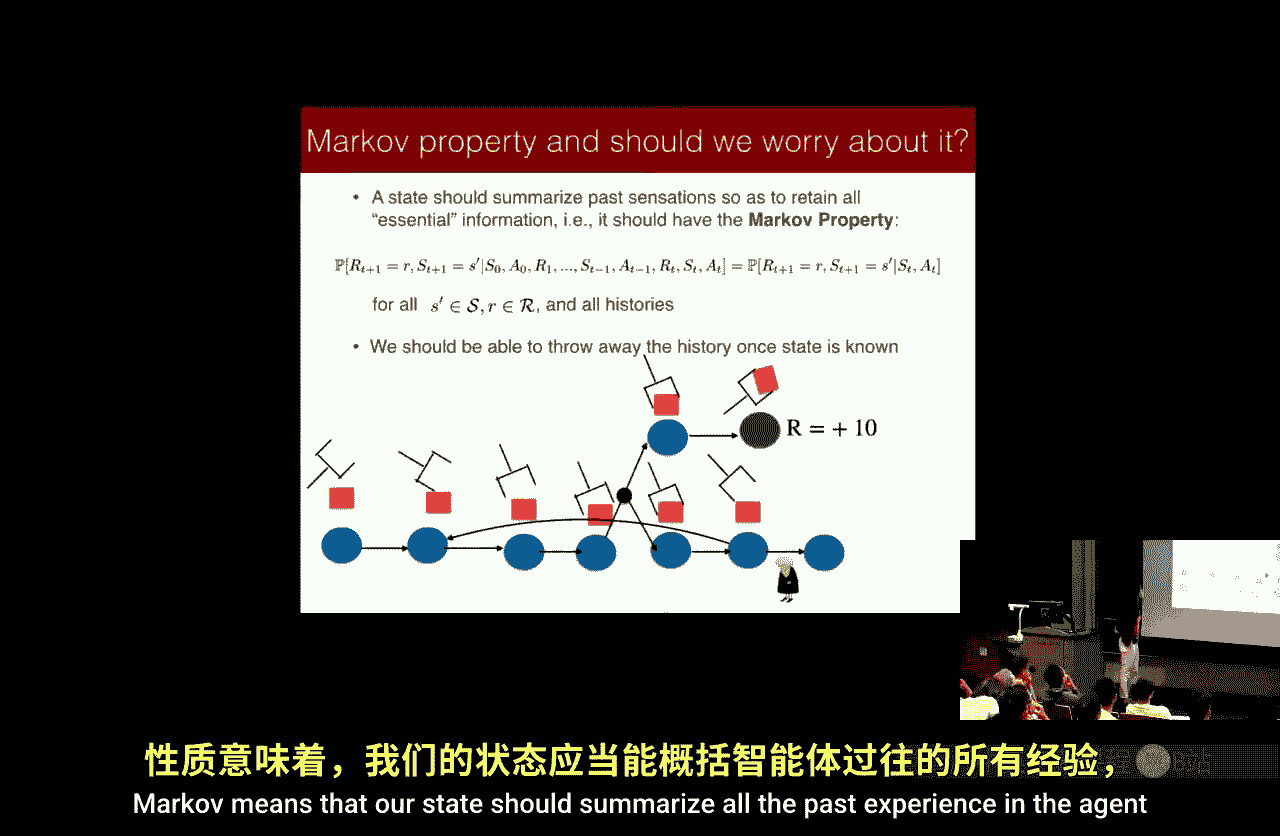 Markov property and should we worry about it?
• A state should summarize past sensations so as to retain all
“essential” information, i.e., it should have the Markov Property:
ℙ[R_{t+1} = r, S_{t+1} = s′|S_0, A_0, R_1, ..., S_{t−1}, A_{t−1}, R_t, S_t, A_t] = ℙ[R_{t+1} = r, S_{t+1} = s′|S_t, A_t]
for all s′ ∈ 𝒮, r ∈ ℛ, and all histories
• We should be able to throw away the history once state is known
R = + 10
性质意味着，我们的状态应当能概括智能体过往的所有经验，
Markov means that our state should summarize all the past experience in the agent